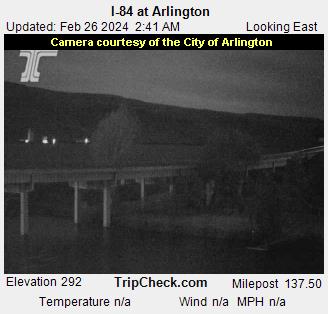 I-84 at Arlington
Updated: Feb 26 2024 2:41 AM Looking East
Camera courtesy of the City of Arlington
Elevation 292 TripCheck.com Milepost 137.50
Temperature n/a Wind n/a MPH n/a